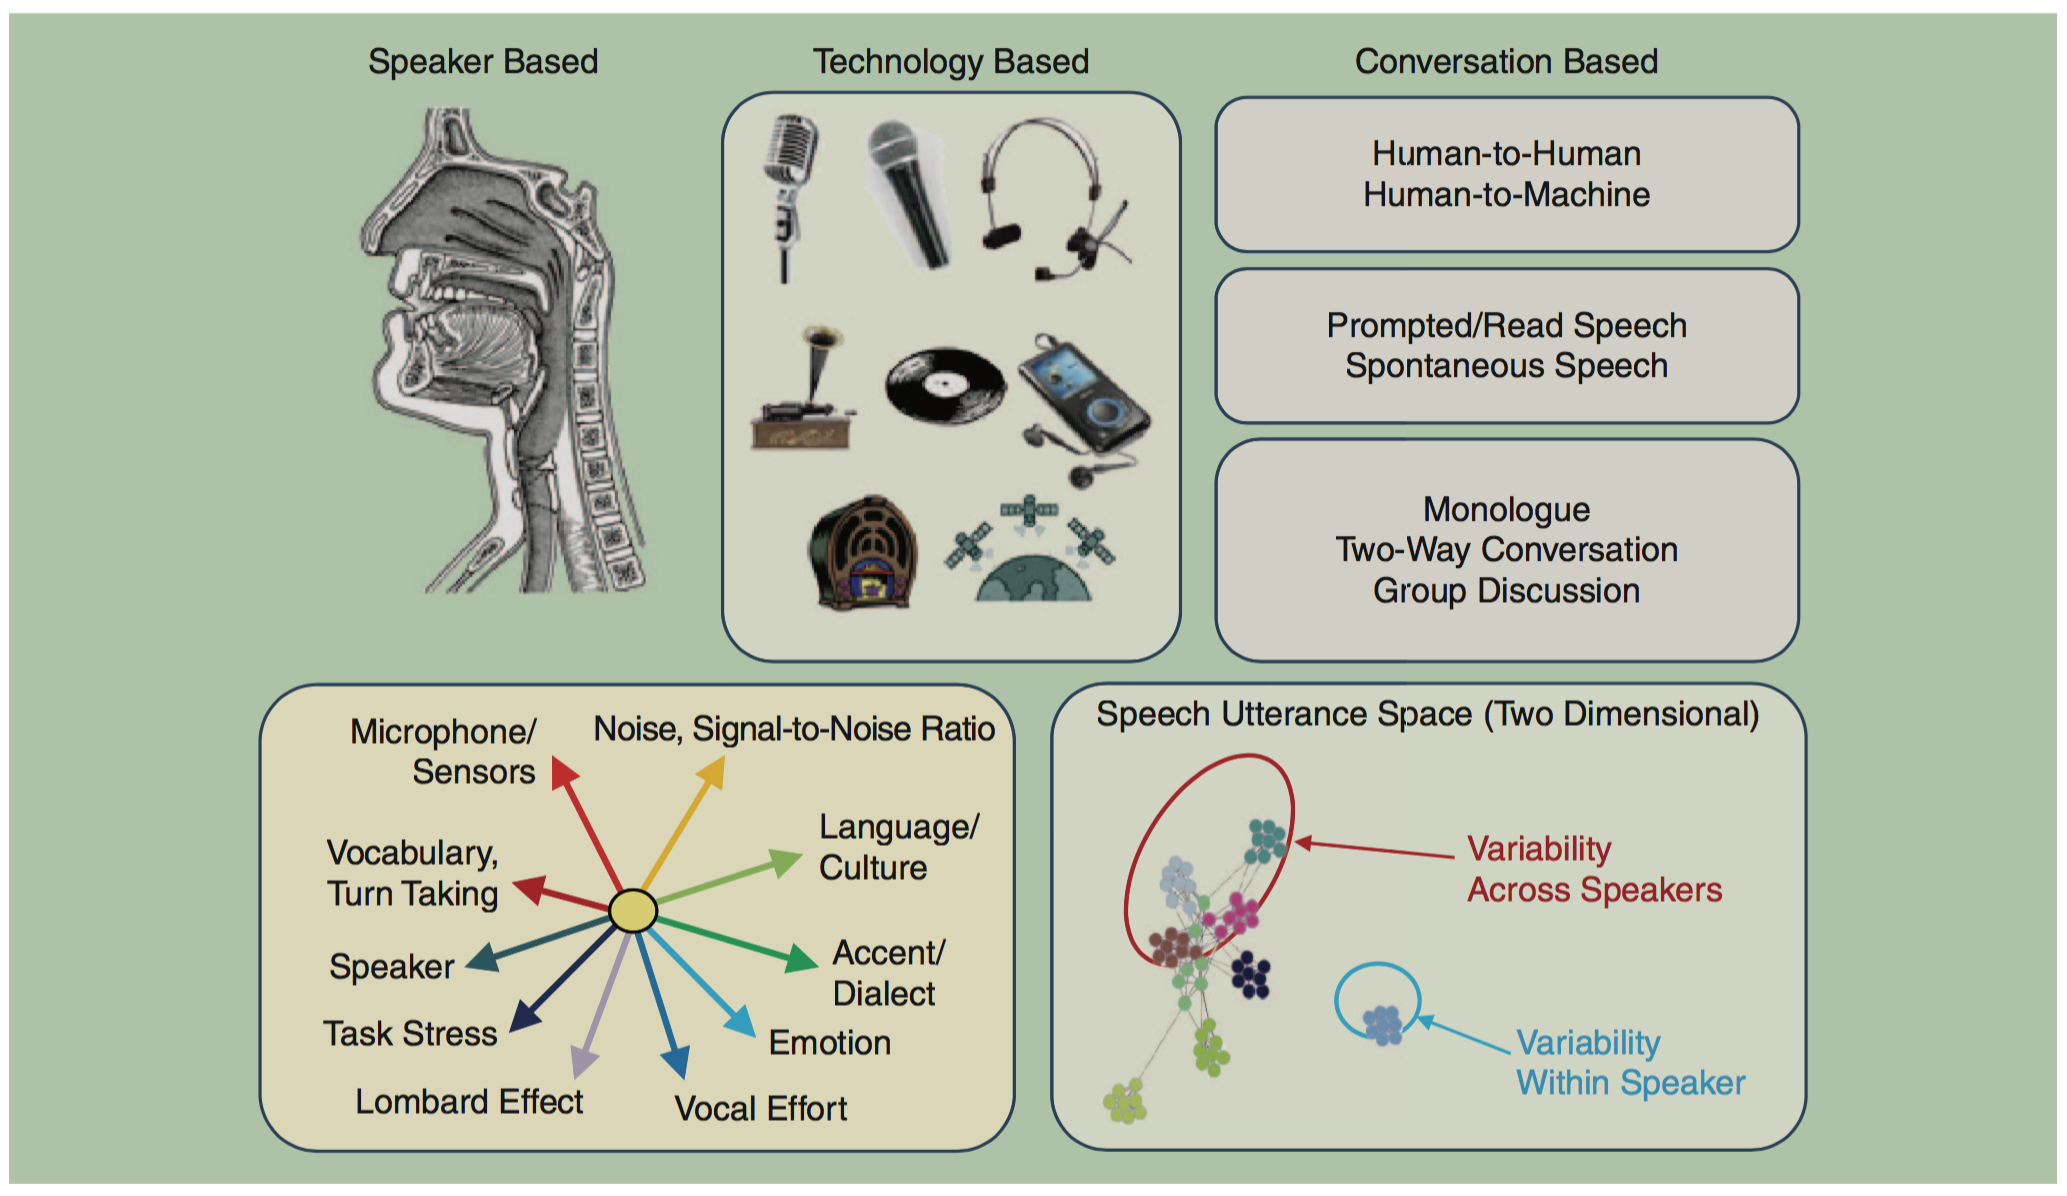 Speaker Based
Technology Based
Conversation Based
Human-to-Human
Human-to-Machine
Prompted/Read Speech
Spontaneous Speech
Monologue
Two-Way Conversation
Group Discussion
Microphone/
Sensors
Noise, Signal-to-Noise Ratio
Language/
Culture
Vocabulary,
Turn Taking
Accent/
Dialect
Speaker
Task Stress
Emotion
Lombard Effect
Vocal Effort
Speech Utterance Space (Two Dimensional)
Variability
Across Speakers
Variability
Within Speaker